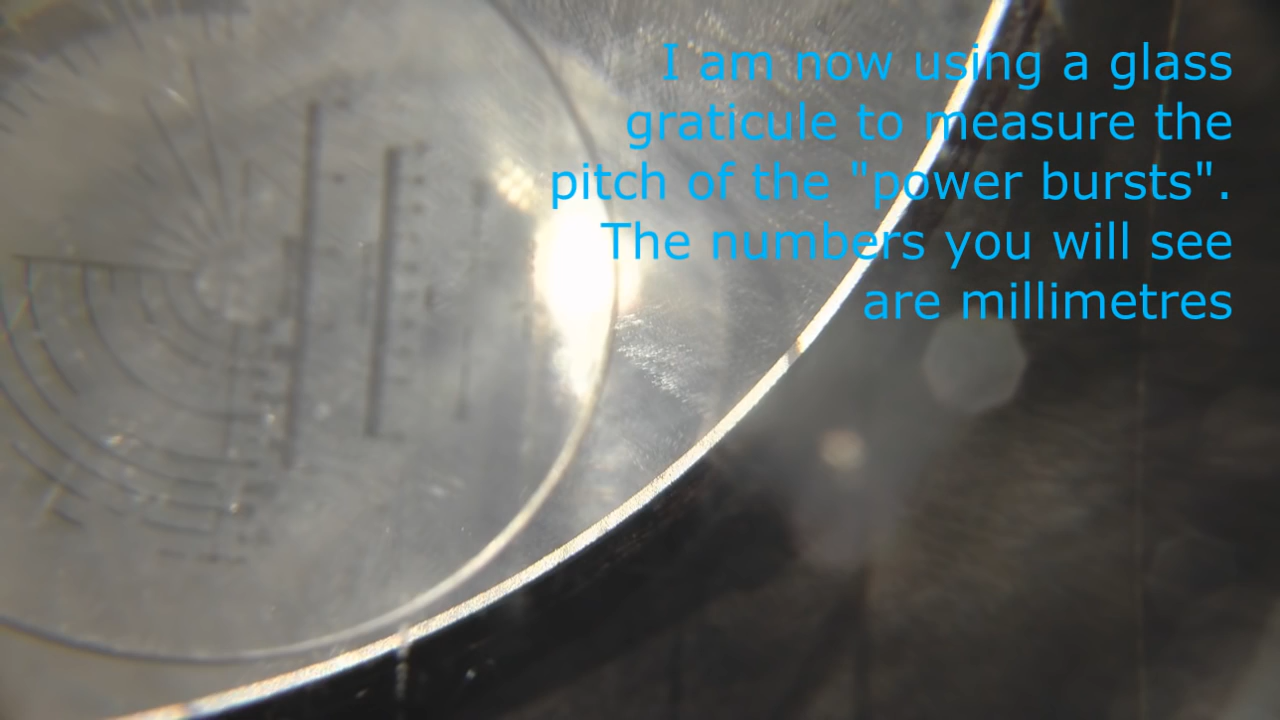 I am now using a glass
graticule to measure the
pitch of the "power bursts".
The numbers you will see
are millimetres